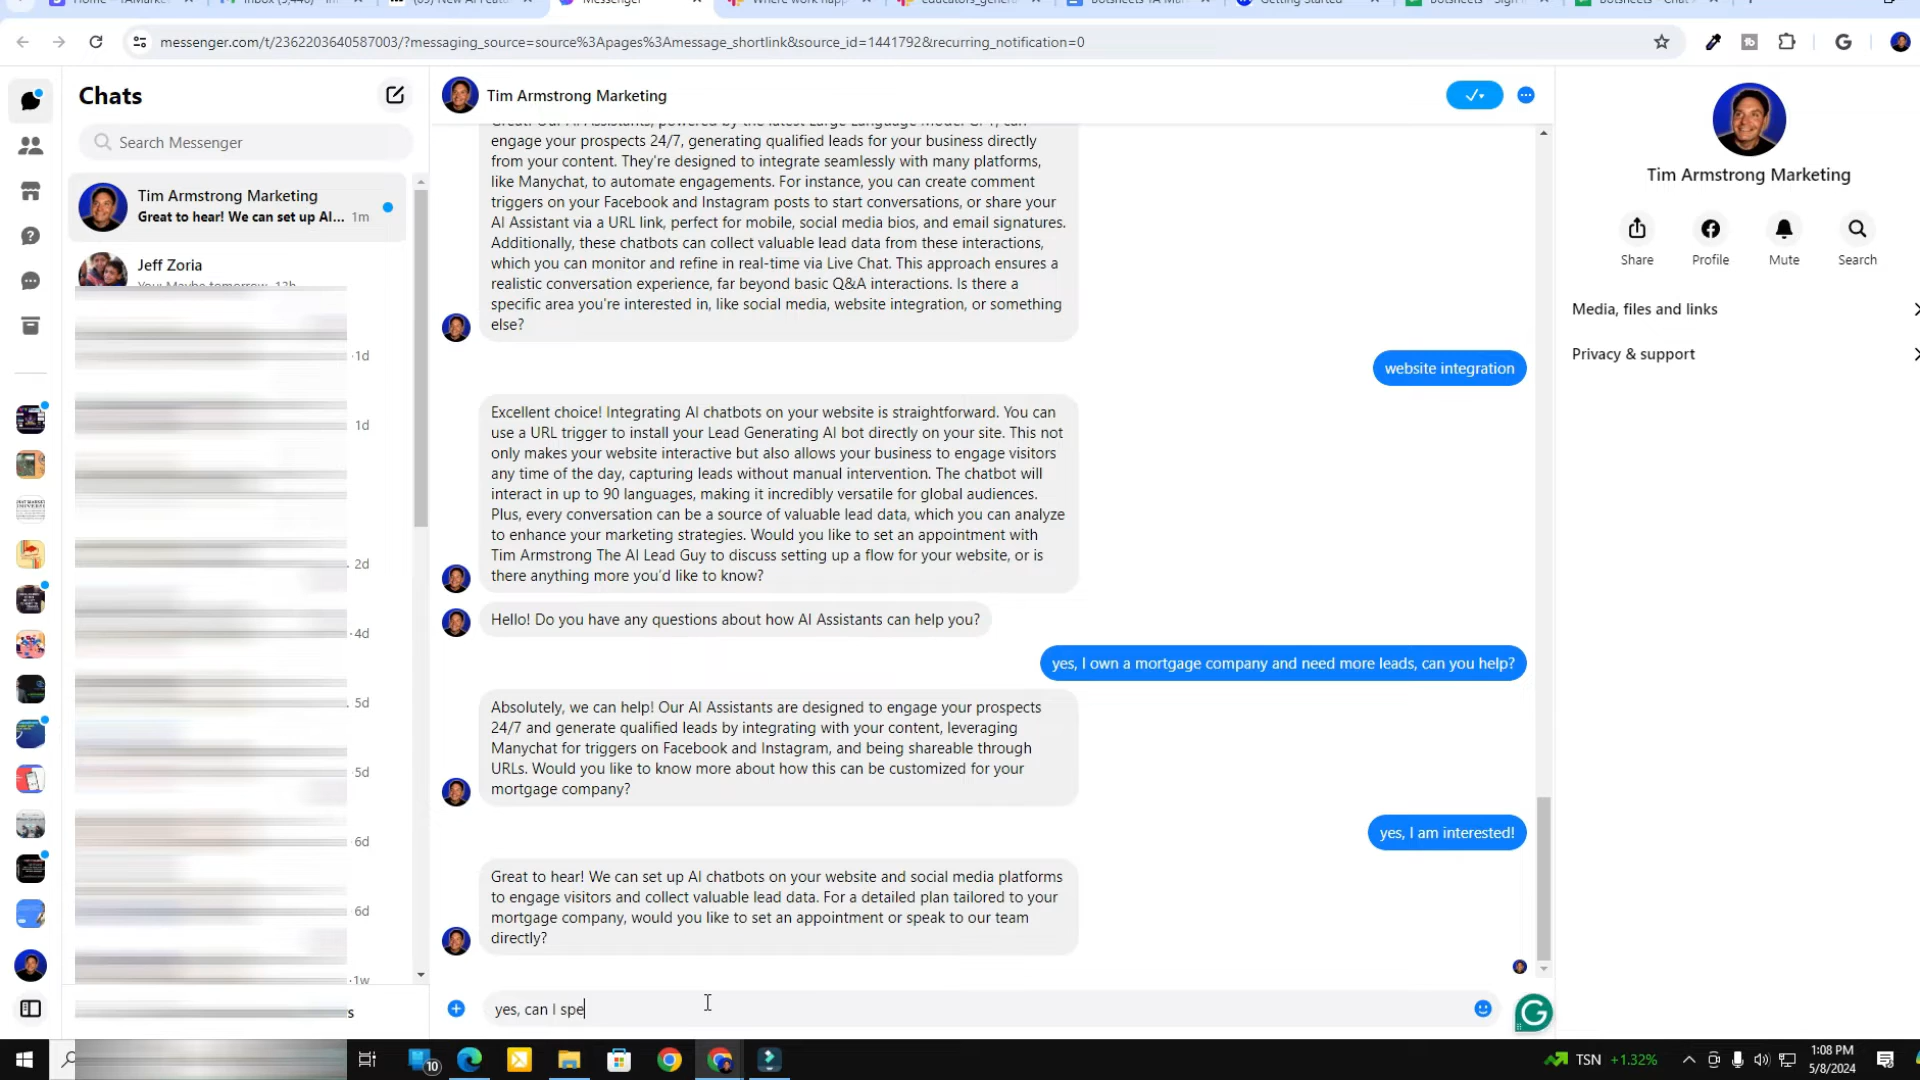 messenger.com/t/2362203640587003/?messaging_source=source%3Apages%3Amessage_shortlink&source_id=1441792&recurring_notification=0
Chats
Search Messenger
Tim Armstrong Marketing
Great to hear! We can set up AI... 1m
Jeff Zoria
You: Maybe tomorrow 12h
1d
1d
2d
4d
5d
5d
6d
6d
1w
Tim Armstrong Marketing
engage your prospects 24/7, generating qualified leads for your business directly
from your content. They're designed to integrate seamlessly with many platforms,
like Manychat, to automate engagements. For instance, you can create comment
triggers on your Facebook and Instagram posts to start conversations, or share your
AI Assistant via a URL link, perfect for mobile, social media bios, and email signatures.
Additionally, these chatbots can collect valuable lead data from these interactions,
which you can monitor and refine in real-time via Live Chat. This approach ensures a
realistic conversation experience, far beyond basic Q&A interactions. Is there a
specific area you're interested in, like social media, website integration, or something
else?
website integration
Excellent choice! Integrating AI chatbots on your website is straightforward. You can
use a URL trigger to install your Lead Generating AI bot directly on your site. This not
only makes your website interactive but also allows your business to engage visitors
any time of the day, capturing leads without manual intervention. The chatbot will
interact in up to 90 languages, making it incredibly versatile for global audiences.
Plus, every conversation can be a source of valuable lead data, which you can analyze
to enhance your marketing strategies. Would you like to set an appointment with
Tim Armstrong The AI Lead Guy to discuss setting up a flow for your website, or is
there anything more you'd like to know?
Hello! Do you have any questions about how AI Assistants can help you?
yes, I own a mortgage company and need more leads, can you help?
Absolutely, we can help! Our AI Assistants are designed to engage your prospects
24/7 and generate qualified leads by integrating with your content, leveraging
Manychat for triggers on Facebook and Instagram, and being shareable through
URLs. Would you like to know more about how this can be customized for your
mortgage company?
yes, I am interested!
Great to hear! We can set up AI chatbots on your website and social media platforms
to engage visitors and collect valuable lead data. For a detailed plan tailored to your
mortgage company, would you like to set an appointment or speak to our team
directly?
yes, can I spe
Tim Armstrong Marketing
Share Profile Mute Search
Media, files and links
Privacy & support
10
TSN +1.32%
1:08 PM
5/8/2024